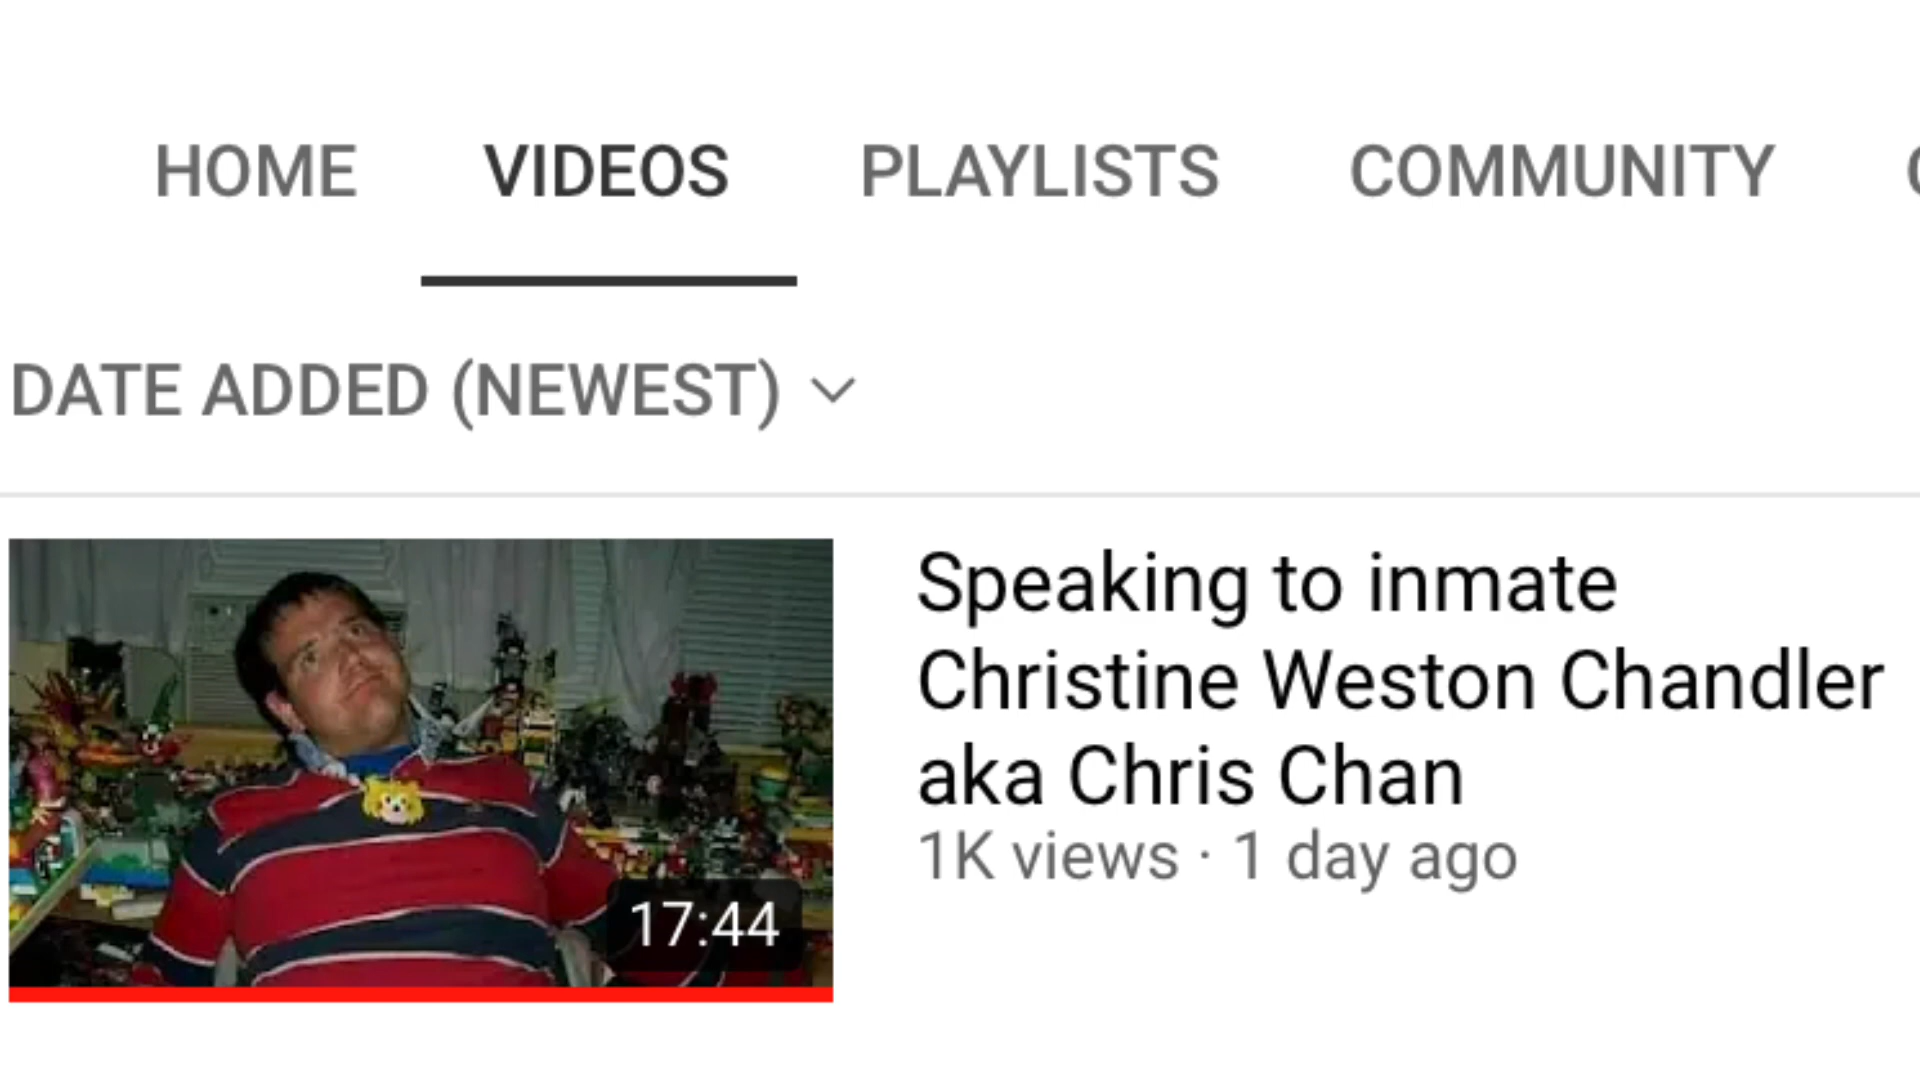 HOME VIDEOS PLAYLISTS COMMUNITY
DATE ADDED (NEWEST)
Speaking to inmate
Christine Weston Chandler
aka Chris Chan
1K views · 1 day ago
17:44